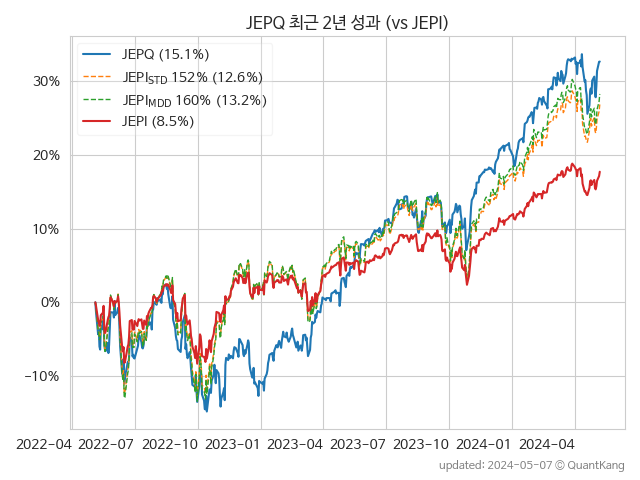 JEPQ 최근 2년 성과 (vs JEPI)
JEPQ (15.1%)
JEPI_STD 152% (12.6%)
JEPI_MDD 160% (13.2%)
JEPI (8.5%)
30%
20%
10%
0%
−10%
2022−04 2022−07 2022−10 2023−01 2023−04 2023−07 2023−10 2024−01 2024−04
updated: 2024-05-07 © QuantKang